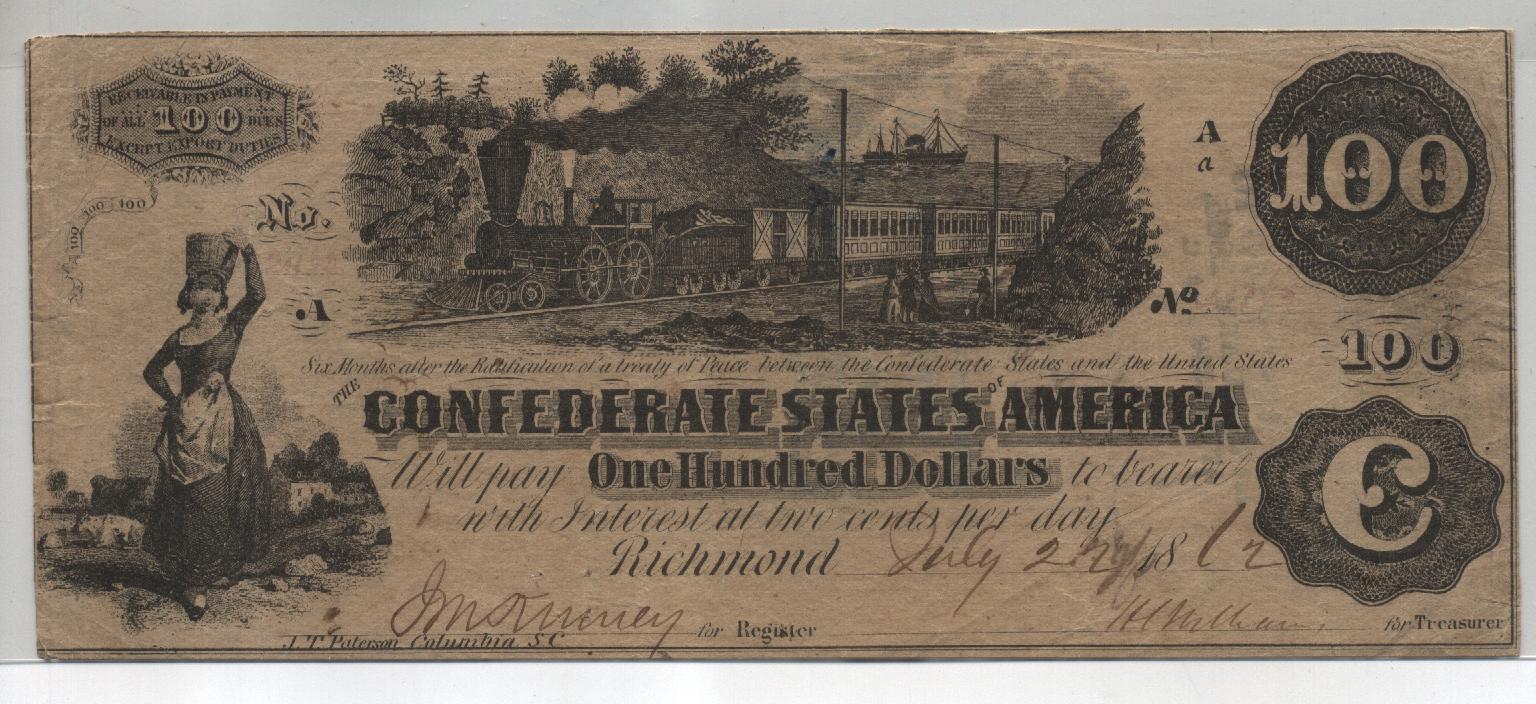 RECEIVABLE IN PAYMENT
OF ALL 100 DUES
EXCEPT EXPORT DUTIES
100 100 100
No.
A
A
a
100
No
100
Six Months after the Ratification of a treaty of Peace between the Confederate States and the United States
THE CONFEDERATE STATES OF AMERICA
Will pay One Hundred Dollars to bearer
with Interest at two cents per day
C
Richmond July 22 1862
for Register
for Treasurer
J. T. Paterson Columbia S.C